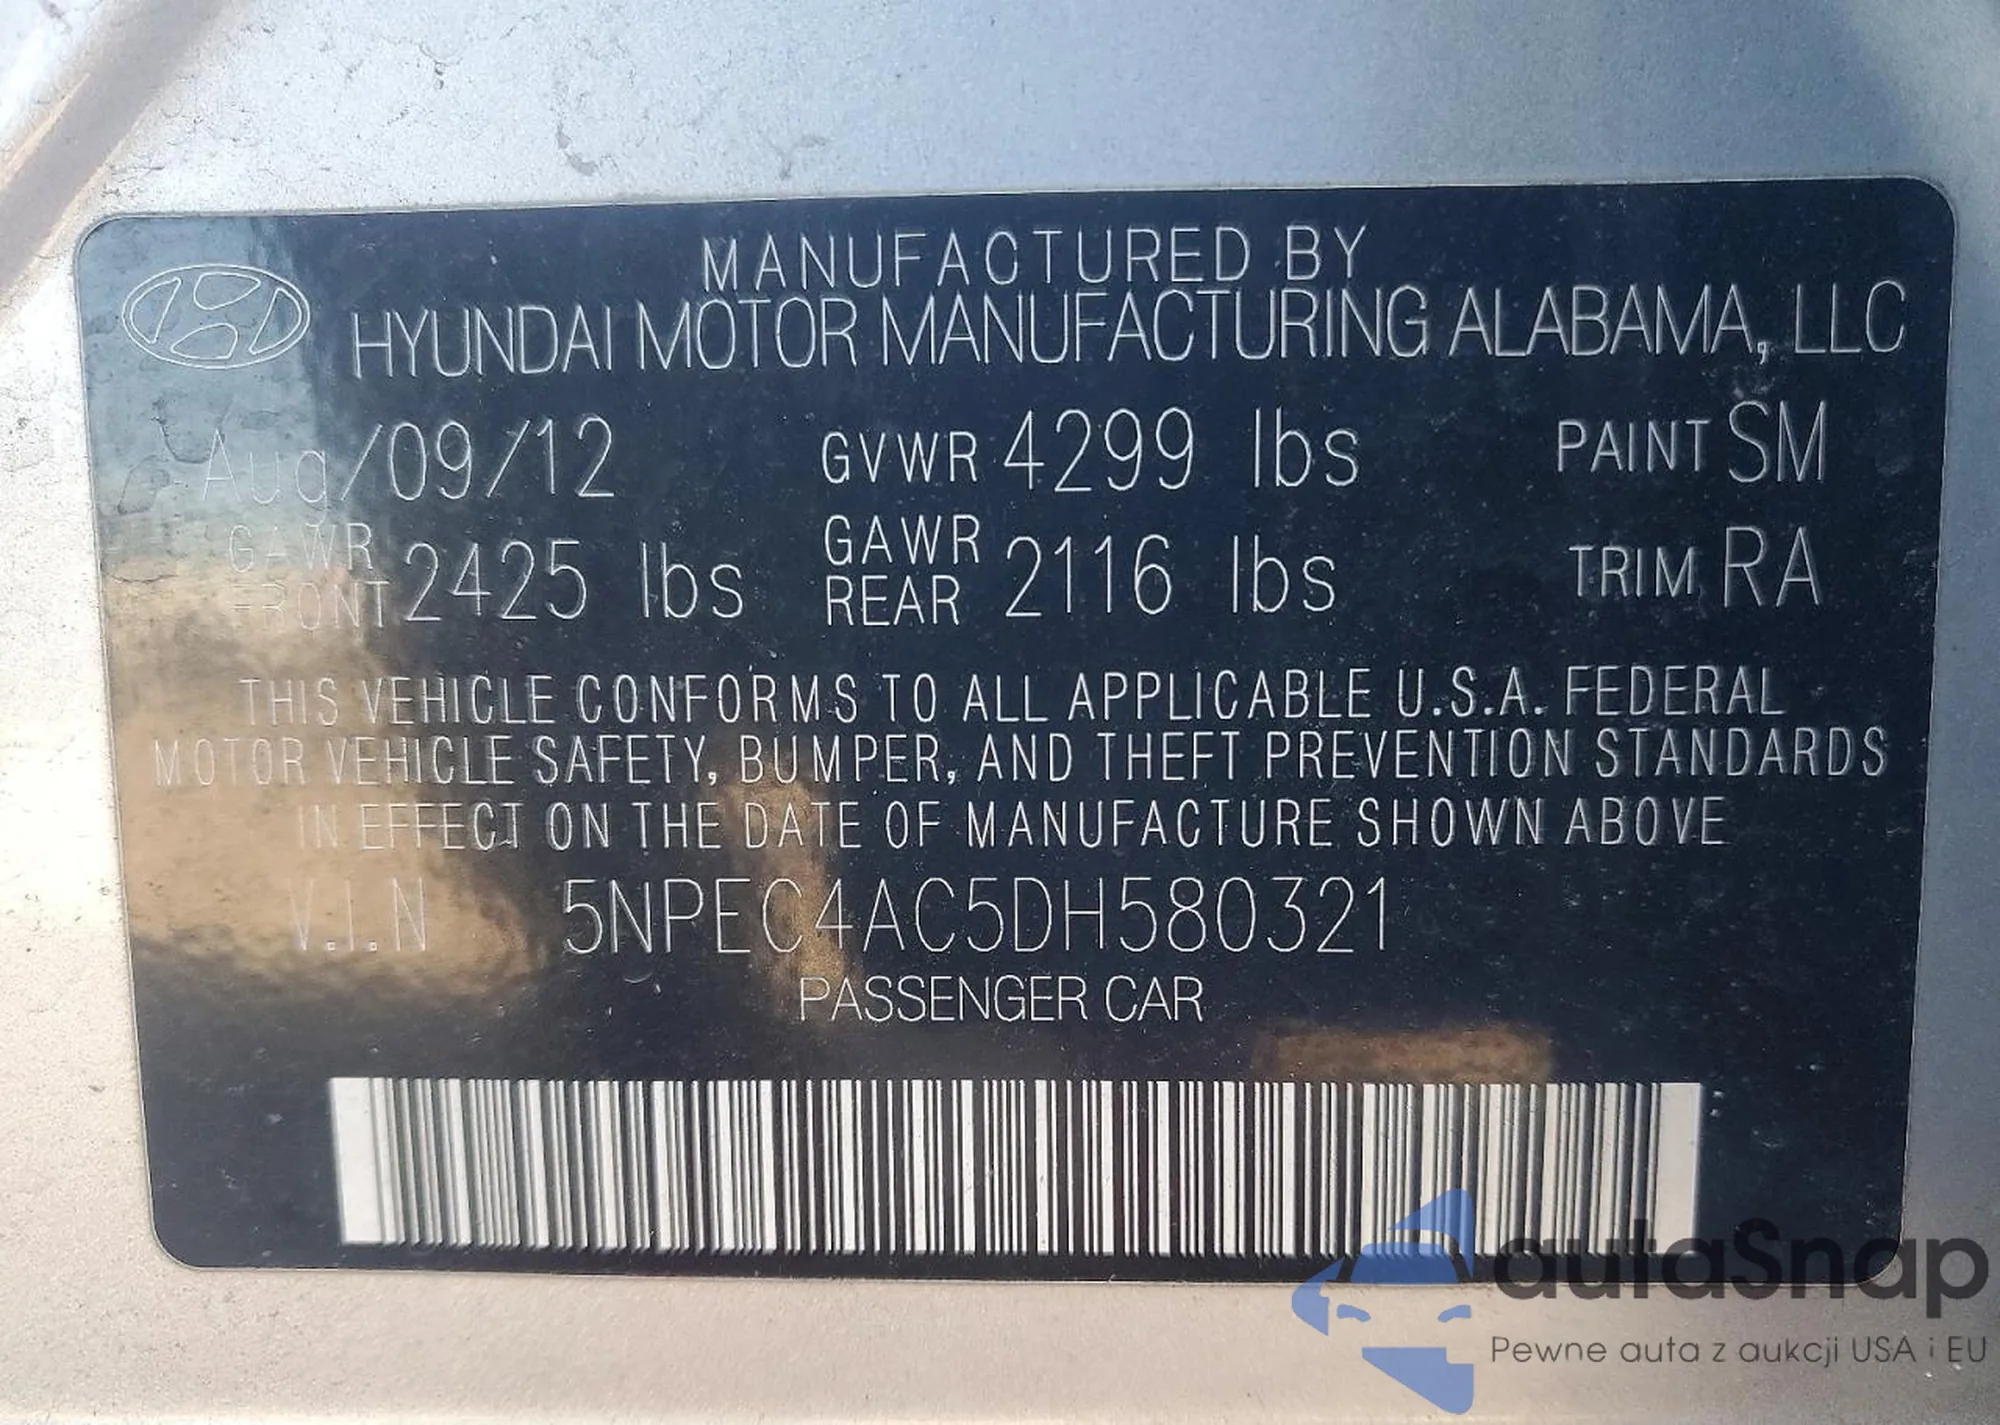 MANUFACTURED BY
HYUNDAI MOTOR MANUFACTURING ALABAMA, LLC
Aug/09/12 GVWR 4299 lbs PAINT SM
GAWR FRONT 2425 lbs GAWR REAR 2116 lbs TRIM RA
THIS VEHICLE CONFORMS TO ALL APPLICABLE U.S.A. FEDERAL
MOTOR VEHICLE SAFETY, BUMPER, AND THEFT PREVENTION STANDARDS
IN EFFECT ON THE DATE OF MANUFACTURE SHOWN ABOVE
V.I.N 5NPEC4AC5DH580321
PASSENGER CAR
autaSnap
Pewne auta z aukcji USA i EU